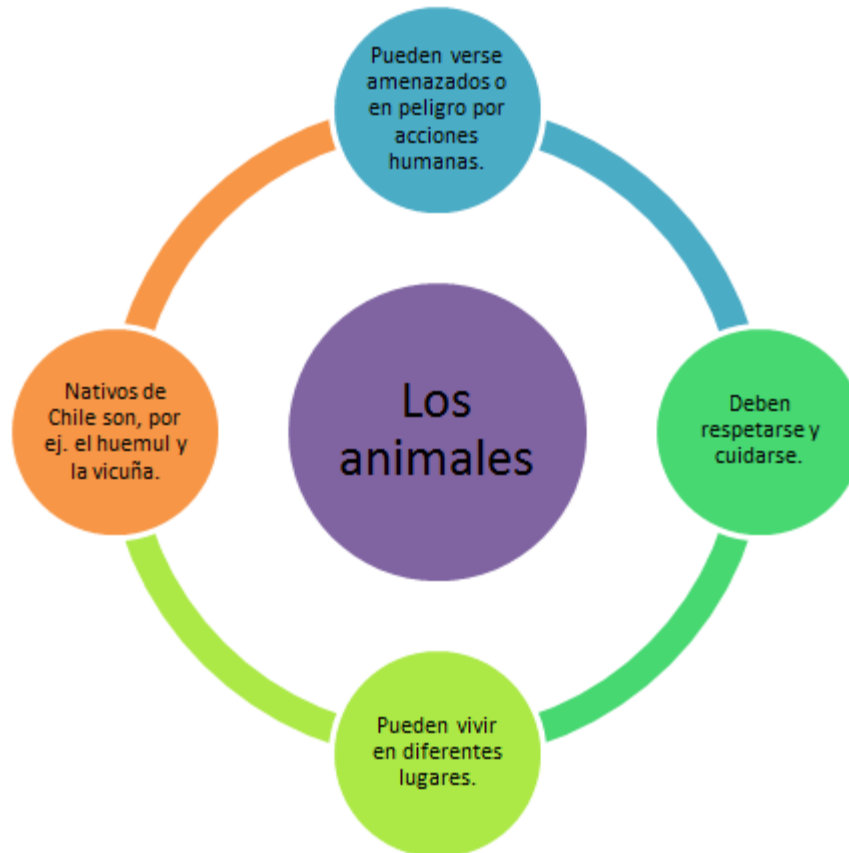 Pueden verse
amenazados o
en peligro por
acciones
humanas.
Nativos de
Chile son, por
ej. el huemul y
la vicuña.
Los
animales
Deben
respetarse y
cuidarse.
Pueden vivir
en diferentes
lugares.